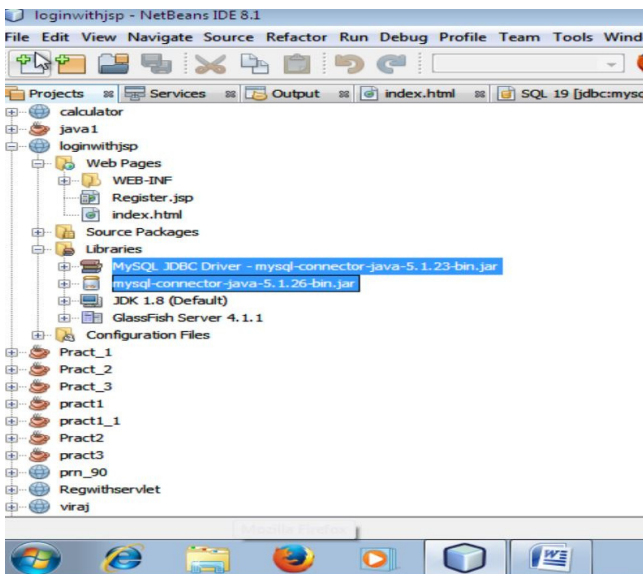 loginwithjsp - NetBeans IDE 8.1
File Edit View Navigate Source Refactor Run Debug Profile Team Tools Wind
Projects Services Output index.html SQL 19 [jdbc:mysq
calculator
java1
loginwithjsp
Web Pages
WEB-INF
Register.jsp
index.html
Source Packages
Libraries
MySQL JDBC Driver - mysql-connector-java-5.1.23-bin.jar
mysql-connector-java-5.1.26-bin.jar
JDK 1.8 (Default)
GlassFish Server 4.1.1
Configuration Files
Pract_1
Pract_2
Pract_3
pract1
pract1_1
Pract2
pract3
prn_90
Regwithservlet
viraj
Mozilla Firefox